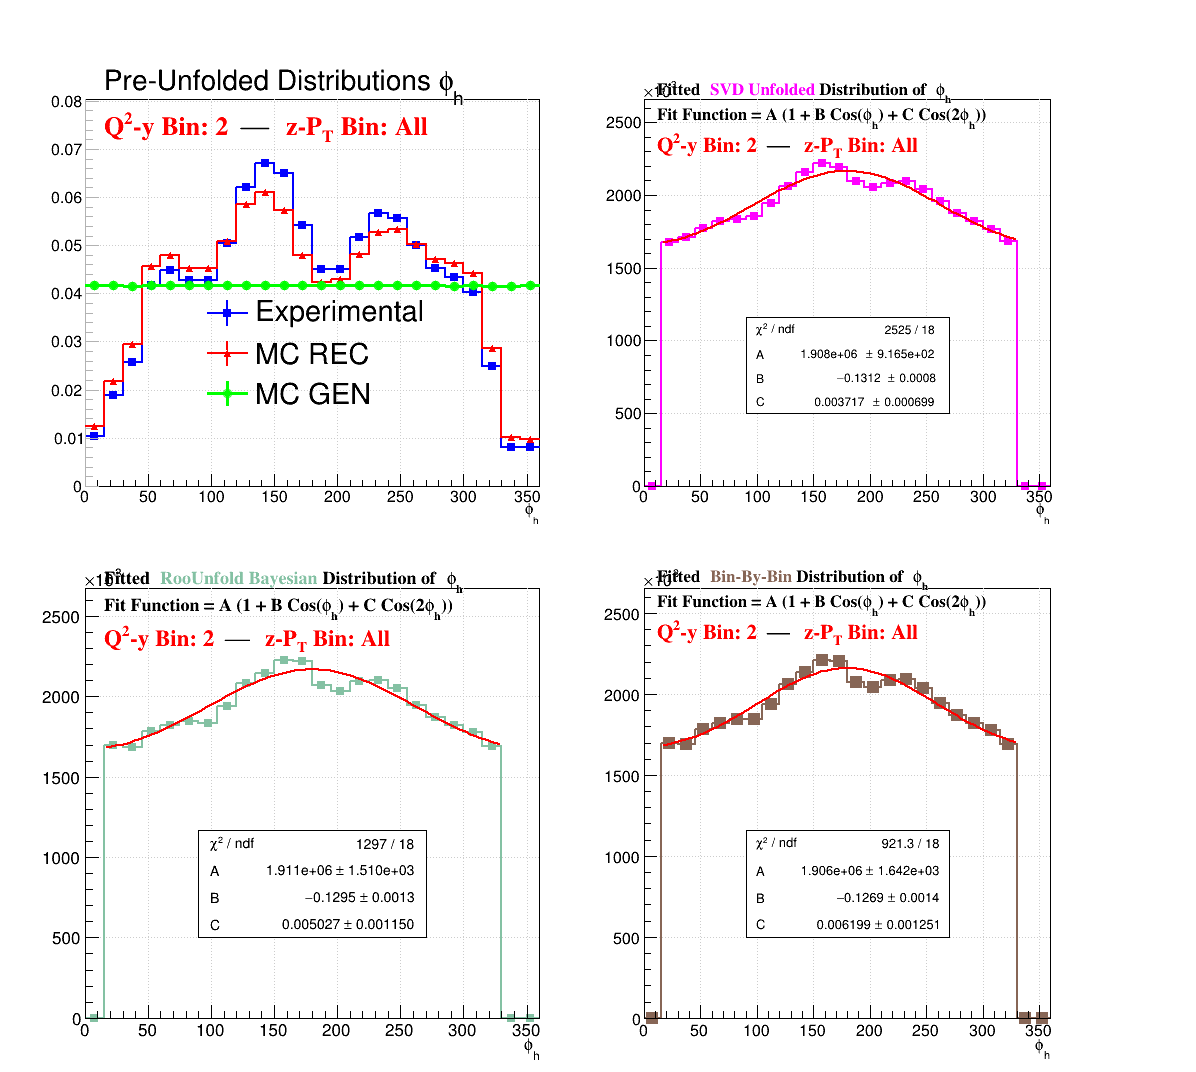 Pre-Unfolded Distributions ϕh
Q²-y Bin: 2 — z-PT Bin: All
0.08
0.07
0.06
0.05
0.04
0.03
0.02
0.01
0
Experimental
MC REC
MC GEN
0 50 100 150 200 250 300 350
ϕh
Fitted SVD Unfolded Distribution of ϕh
Fit Function = A (1 + B Cos(ϕh) + C Cos(2ϕh))
Q²-y Bin: 2 — z-PT Bin: All
2500
2000
1500
1000
500
0
χ² / ndf 2525 / 18
A 1.908e+06 ± 9.165e+02
B −0.1312 ± 0.0008
C 0.003717 ± 0.000699
0 50 100 150 200 250 300 350
ϕh
Fitted RooUnfold Bayesian Distribution of ϕh
Fit Function = A (1 + B Cos(ϕh) + C Cos(2ϕh))
Q²-y Bin: 2 — z-PT Bin: All
2500
2000
1500
1000
500
0
χ² / ndf 1297 / 18
A 1.911e+06 ± 1.510e+03
B −0.1295 ± 0.0013
C 0.005027 ± 0.001150
0 50 100 150 200 250 300 350
ϕh
Fitted Bin-By-Bin Distribution of ϕh
Fit Function = A (1 + B Cos(ϕh) + C Cos(2ϕh))
Q²-y Bin: 2 — z-PT Bin: All
2500
2000
1500
1000
500
0
χ² / ndf 921.3 / 18
A 1.906e+06 ± 1.642e+03
B −0.1269 ± 0.0014
C 0.006199 ± 0.001251
0 50 100 150 200 250 300 350
ϕh